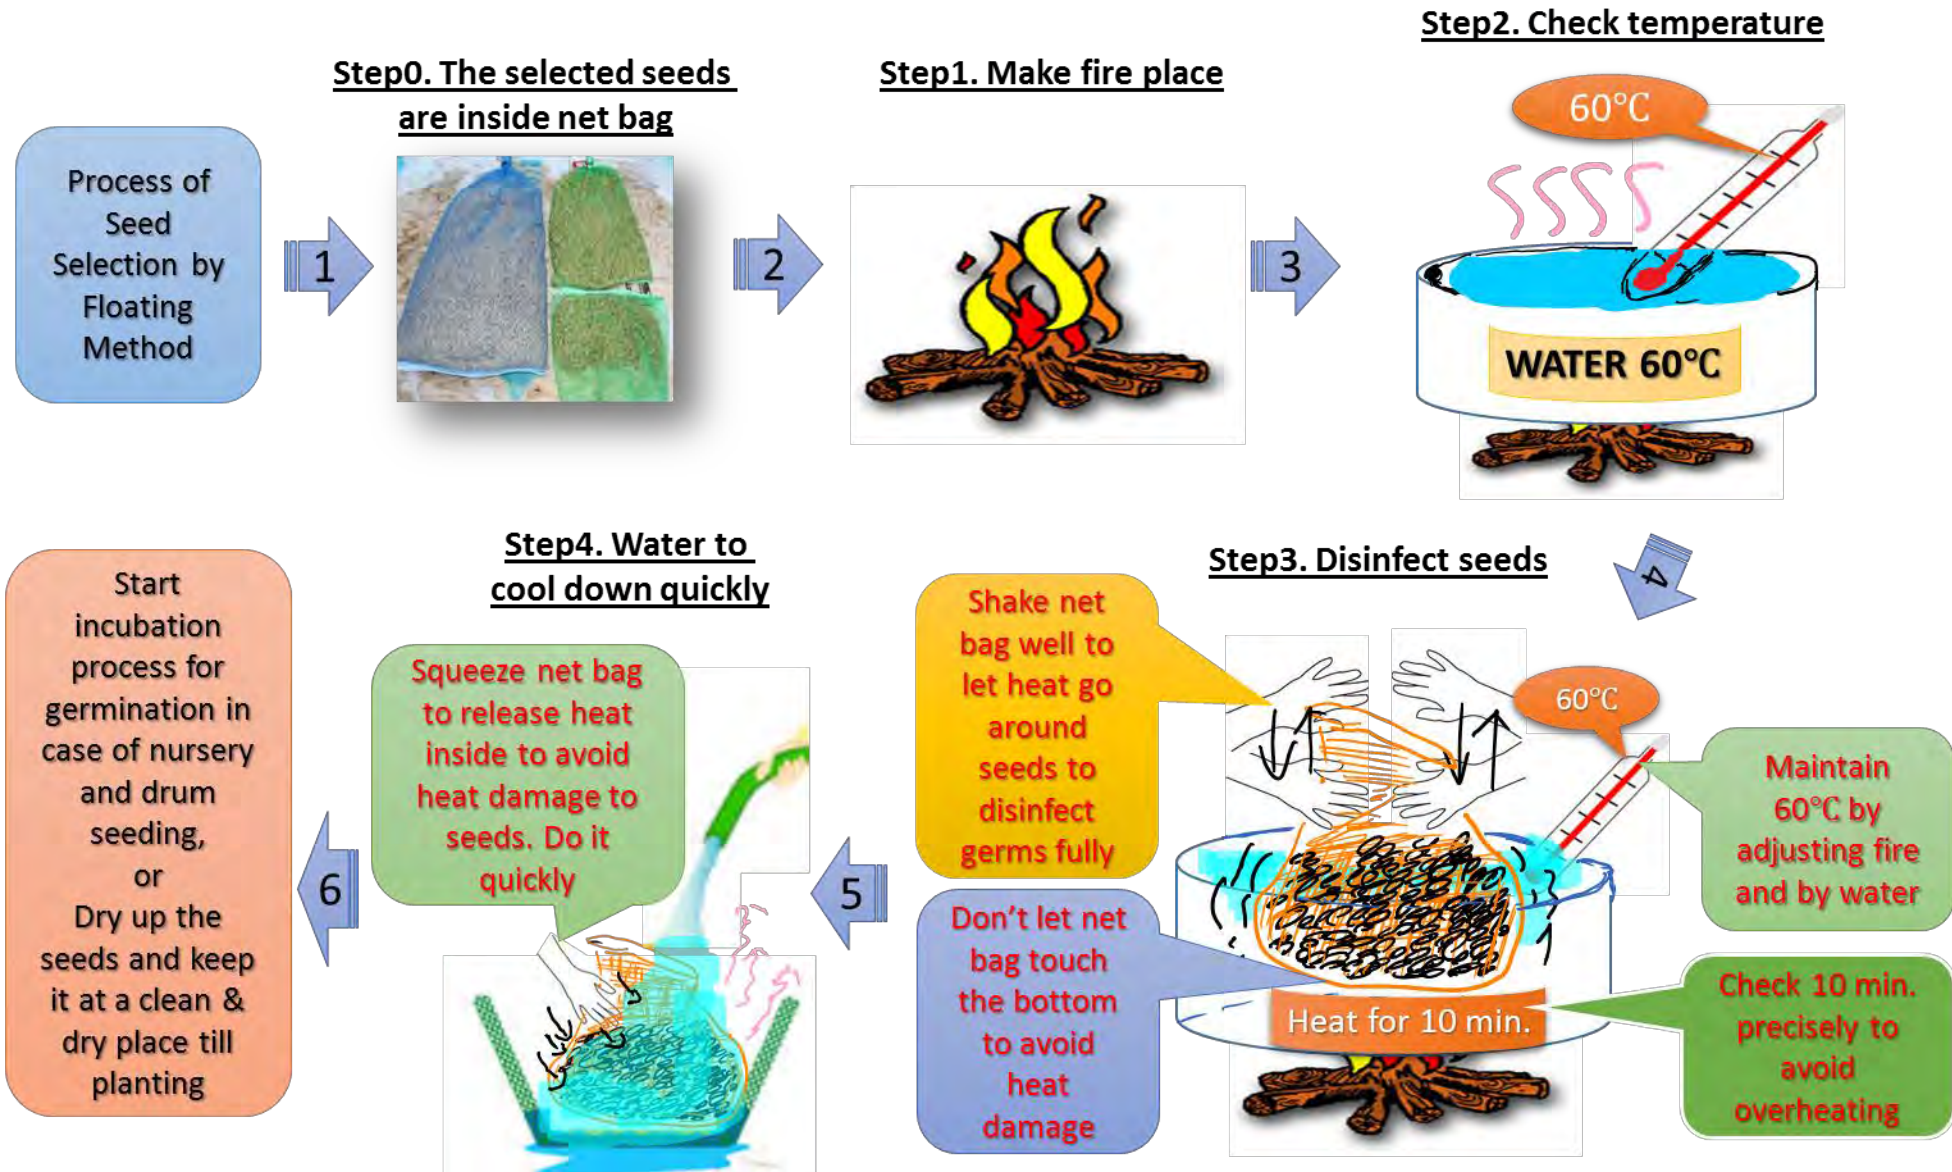 Process of
Seed
Selection by
Floating
Method
1
Step0. The selected seeds
are inside net bag
2
Step1. Make fire place
3
Step2. Check temperature
60℃
WATER 60℃
4
Step3. Disinfect seeds
Shake net
bag well to
let heat go
around
seeds to
disinfect
germs fully
Don’t let net
bag touch
the bottom
to avoid
heat
damage
60℃
Maintain
60℃ by
adjusting fire
and by water
Heat for 10 min.
Check 10 min.
precisely to
avoid
overheating
5
Step4. Water to
cool down quickly
Squeeze net bag
to release heat
inside to avoid
heat damage to
seeds. Do it
quickly
6
Start
incubation
process for
germination in
case of nursery
and drum
seeding,
or
Dry up the
seeds and keep
it at a clean &
dry place till
planting